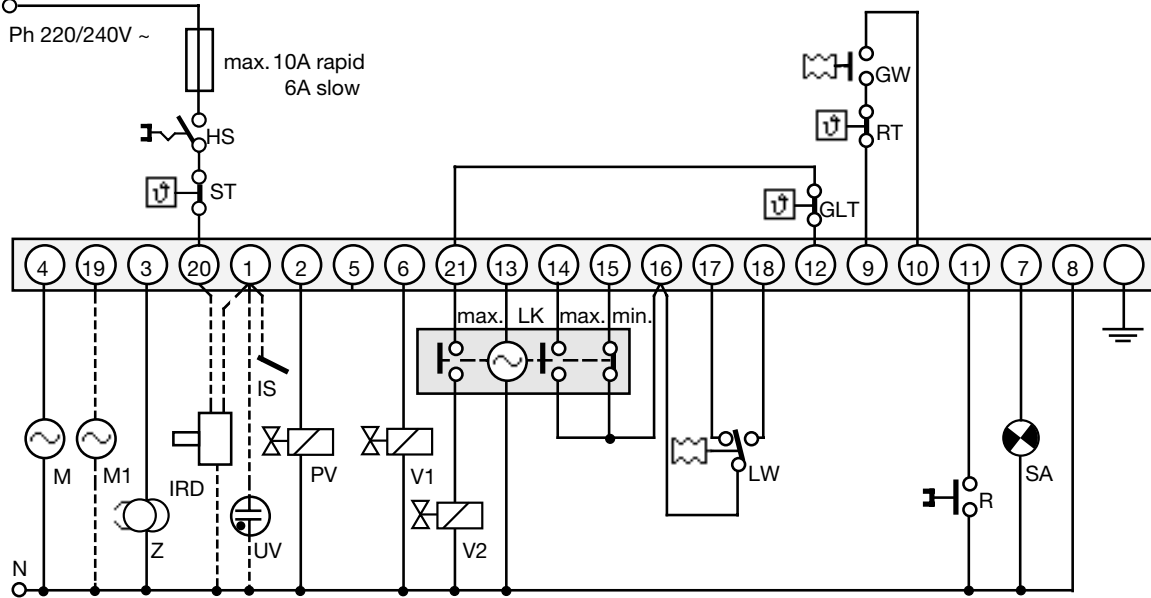 Ph 220/240V ~
max. 10A rapid
6A slow
HS
ST
GW
RT
GLT
4 19 3 20 1 2 5 6 21 13 14 15 16 17 18 12 9 10 11 7 8
max. LK max. min.
IS
M M1 IRD PV V1 LW SA
R
Z UV V2
N
ϑ
ϑ
ϑ